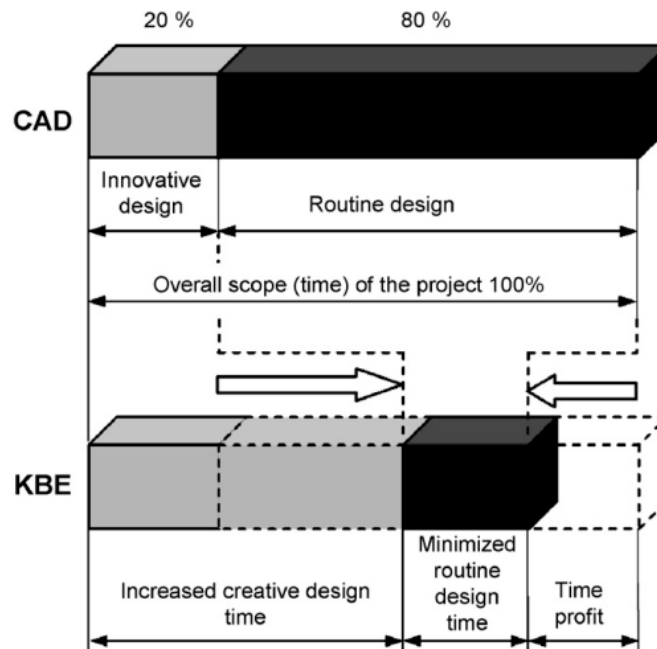 20 %
80 %
CAD
Innovative
design
Routine design
Overall scope (time) of the project 100%
KBE
Increased creative design
time
Minimized
routine
design
time
Time
profit